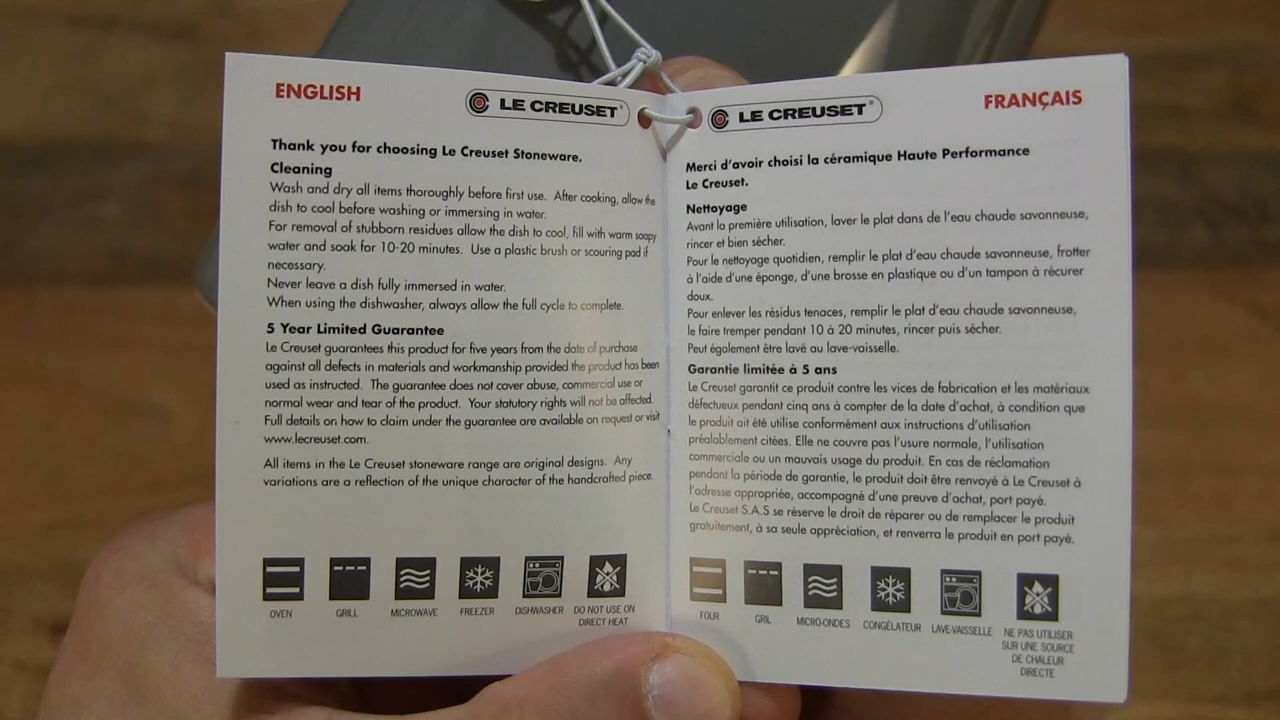 ENGLISH
LE CREUSET®
Thank you for choosing Le Creuset Stoneware.
Cleaning
Wash and dry all items thoroughly before first use. After cooking, allow the
dish to cool before washing or immersing in water.
For removal of stubborn residues allow the dish to cool, fill with warm soapy
water and soak for 10-20 minutes. Use a plastic brush or scouring pad if
necessary.
Never leave a dish fully immersed in water.
When using the dishwasher, always allow the full cycle to complete.
5 Year Limited Guarantee
Le Creuset guarantees this product for five years from the date of purchase
against all defects in materials and workmanship provided the product has been
used as instructed. The guarantee does not cover abuse, commercial use or
normal wear and tear of the product. Your statutory rights will not be affected.
Full details on how to claim under the guarantee are available on request or visit
www.lecreuset.com.
All items in the Le Creuset stoneware range are original designs. Any
variations are a reflection of the unique character of the handcrafted piece.
OVEN
GRILL
MICROWAVE
FREEZER
DISHWASHER
DO NOT USE ON
DIRECT HEAT
LE CREUSET®
FRANÇAIS
Merci d'avoir choisi la céramique Haute Performance
Le Creuset.
Nettoyage
Avant la première utilisation, laver le plat dans de l'eau chaude savonneuse,
rincer et bien sècher.
Pour le nettoyage quotidien, remplir le plat d'eau chaude savonneuse, frotter
à l'aide d'une éponge, d'une brosse en plastique ou d'un tampon à récurer
doux.
Pour enlever les résidus tenaces, remplir le plat d'eau chaude savonneuse,
le faire tremper pendant 10 à 20 minutes, rincer puis sécher.
Peut également être lavé au lave-vaisselle.
Garantie limitée à 5 ans
Le Creuset garantit ce produit contre les vices de fabrication et les matériaux
défectueux pendant cinq ans à compter de la date d'achat, à condition que
le produit ait été utilisé conformément aux instructions d'utilisation
préalablement citées. Elle ne couvre pas l'usure normale, l'utilisation
commerciale ou un mauvais usage du produit. En cas de réclamation
pendant la période de garantie, le produit doit être renvoyé à Le Creuset à
l'adresse appropriée, accompagné d'une preuve d'achat, port payé.
Le Creuset S.A.S se réserve le droit de réparer ou de remplacer le produit
gratuitement, à sa seule appréciation, et renverra le produit en port payé.
FOUR
GRIL
MICRO-ONDES
CONGÉLATEUR
LAVE-VAISSELLE
NE PAS UTILISER
SUR UNE SOURCE
DE CHALEUR
DIRECTE